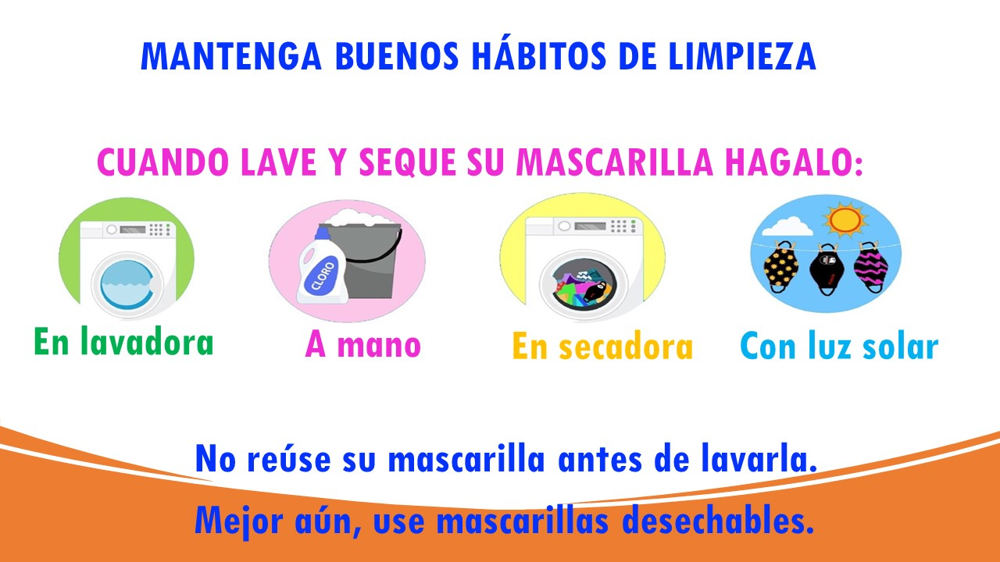 MANTENGA BUENOS HÁBITOS DE LIMPIEZA
CUANDO LAVE Y SEQUE SU MASCARILLA HAGALO:
CLORO
En lavadora
A mano
En secadora
Con luz solar
No reúse su mascarilla antes de lavarla.
Mejor aún, use mascarillas desechables.